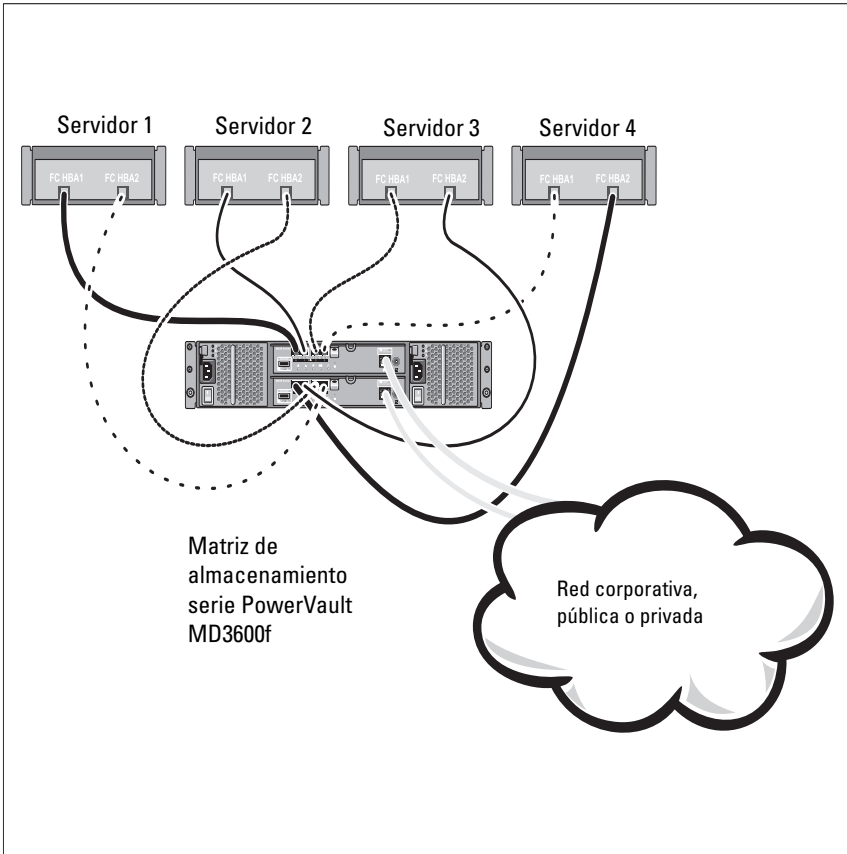 Servidor 1
Servidor 2
Servidor 3
Servidor 4
FC HBA1
FC HBA2
FC HBA1
FC HBA2
FC HBA1
FC HBA2
FC HBA1
FC HBA2
Matriz de
almacenamiento
serie PowerVault
MD3600f
Red corporativa,
pública o privada